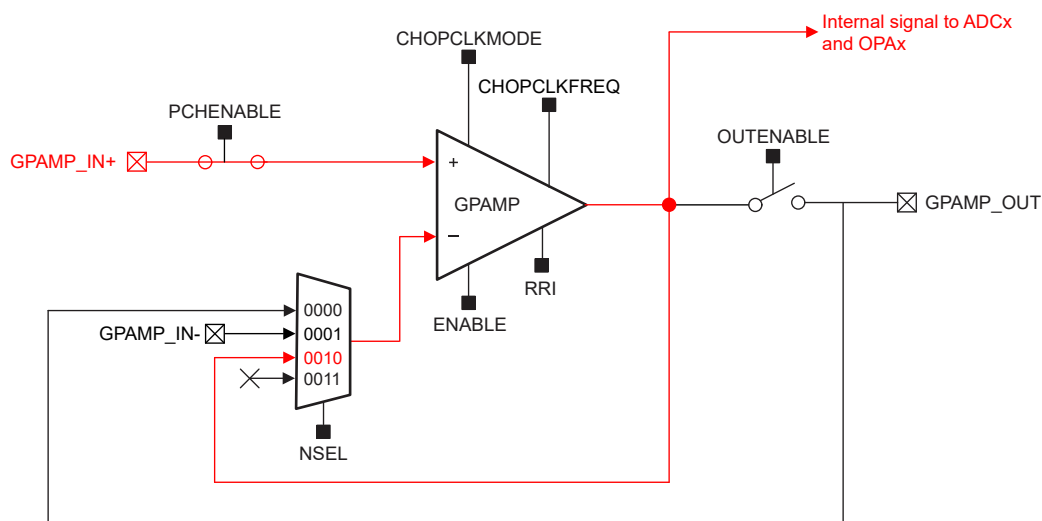 Internal signal to ADCx
and OPAx
CHOPCLKMODE
CHOPCLKFREQ
PCHENABLE
OUTENABLE
GPAMP_IN+
+
GPAMP
GPAMP_OUT
−
RRI
ENABLE
0000
GPAMP_IN-
0001
0010
0011
NSEL